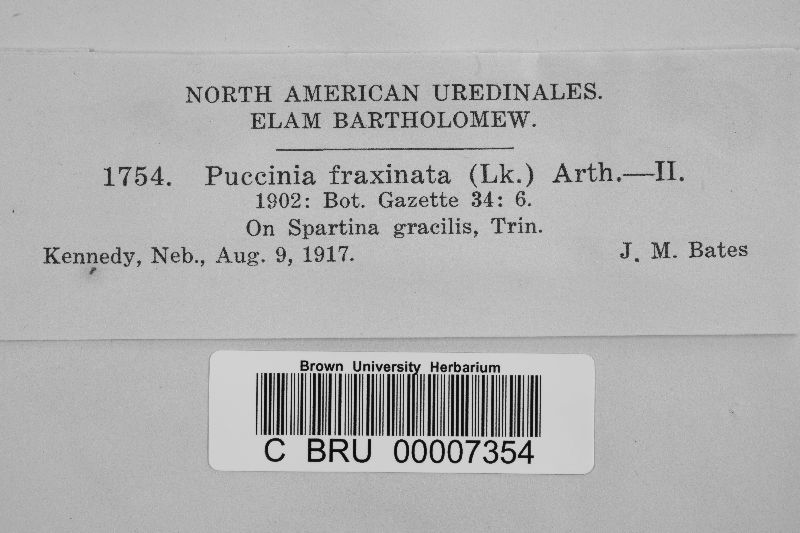 NORTH AMERICAN UREDINALES.
ELAM BARTHOLOMEW.
1754. Puccinia fraxinata (Lk.) Arth.—II.
1902: Bot. Gazette 34: 6.
On Spartina gracilis, Trin.
Kennedy, Neb., Aug. 9, 1917. J. M. Bates
Brown University Herbarium
C BRU 00007354